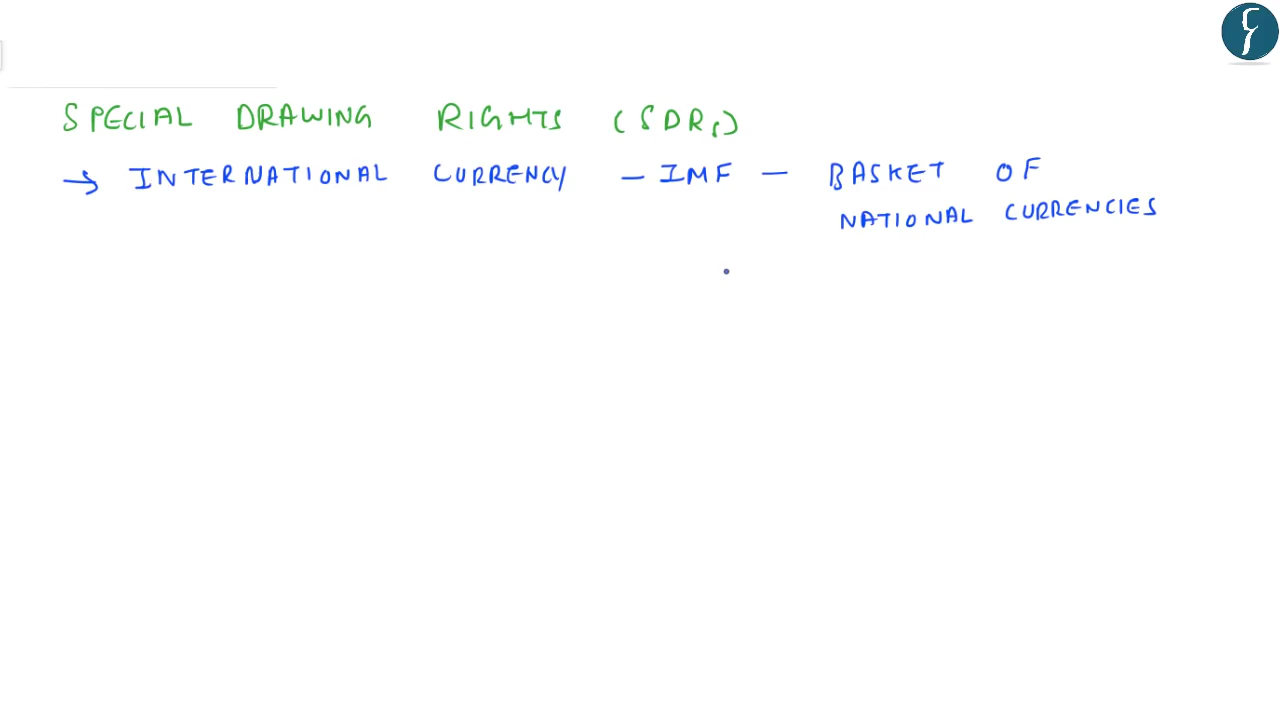 SPECIAL DRAWING RIGHTS (SDRs)
→ INTERNATIONAL CURRENCY – IMF – BASKET OF
NATIONAL CURRENCIES